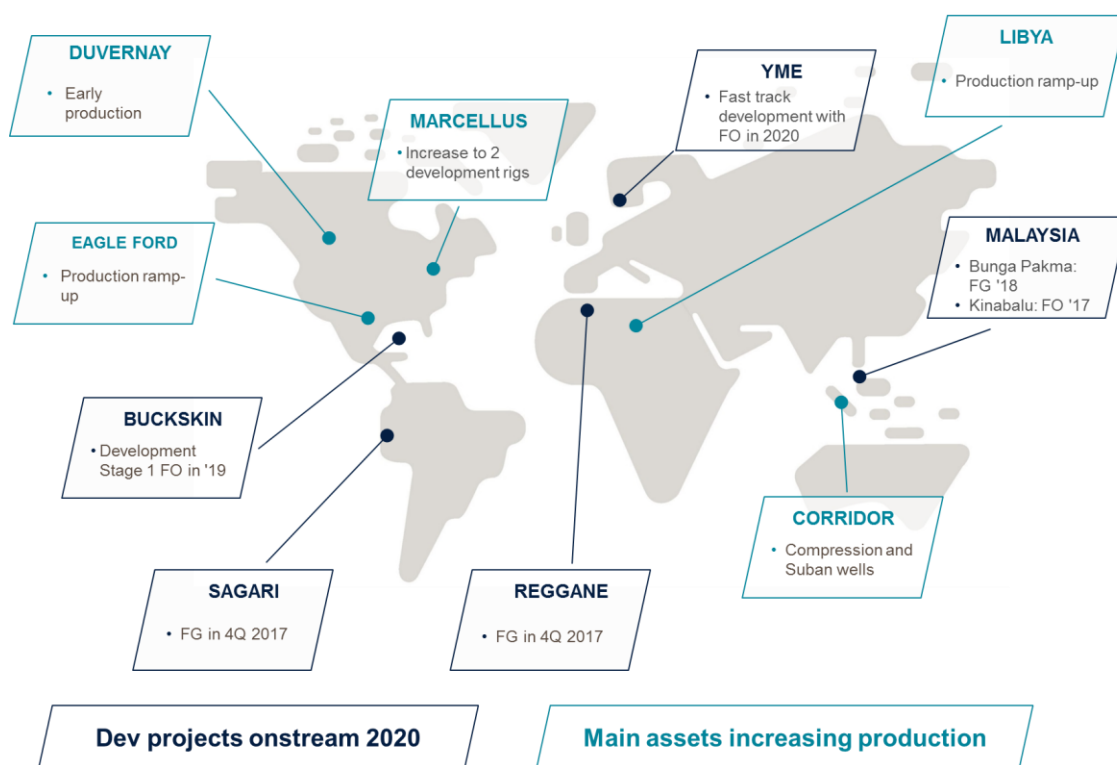 DUVERNAY
• Early
production
MARCELLUS
• Increase to 2
development rigs
YME
• Fast track
development with
FO in 2020
LIBYA
• Production ramp-up
EAGLE FORD
• Production ramp-
up
MALAYSIA
• Bunga Pakma:
FG '18
• Kinabalu: FO '17
BUCKSKIN
• Development
Stage 1 FO in '19
CORRIDOR
• Compression and
Suban wells
SAGARI
• FG in 4Q 2017
REGGANE
• FG in 4Q 2017
Dev projects onstream 2020
Main assets increasing production